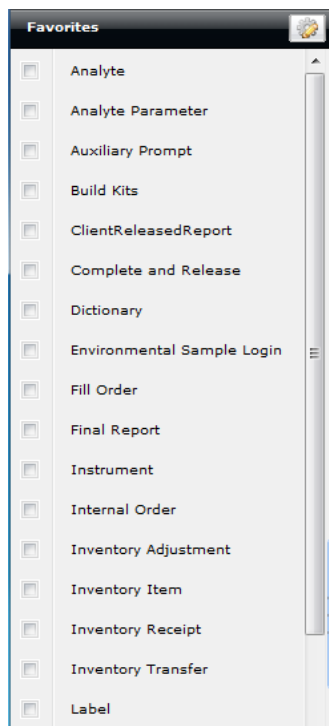 Favorites
Analyte
Analyte Parameter
Auxiliary Prompt
Build Kits
ClientReleasedReport
Complete and Release
Dictionary
Environmental Sample Login
Fill Order
Final Report
Instrument
Internal Order
Inventory Adjustment
Inventory Item
Inventory Receipt
Inventory Transfer
Label